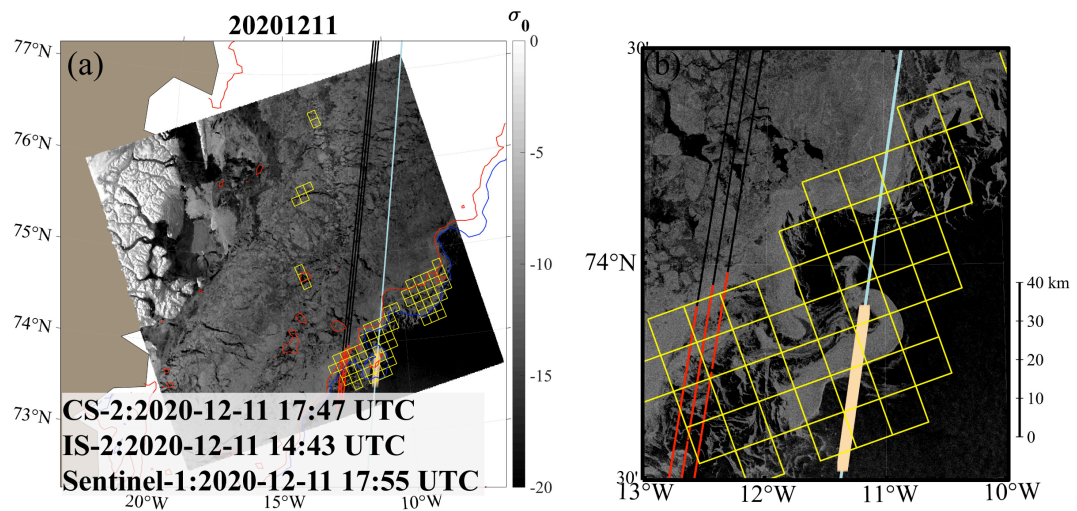 20201211
σ0
(a)
77°N
76°N
75°N
74°N
73°N
0
-5
-10
-15
-20
CS-2:2020-12-11 17:47 UTC
IS-2:2020-12-11 14:43 UTC
Sentinel-1:2020-12-11 17:55 UTC
20°W 15°W 10°W
(b)
30'
74°N
30'
40 km
30
20
10
0
13°W 12°W 11°W 10°W